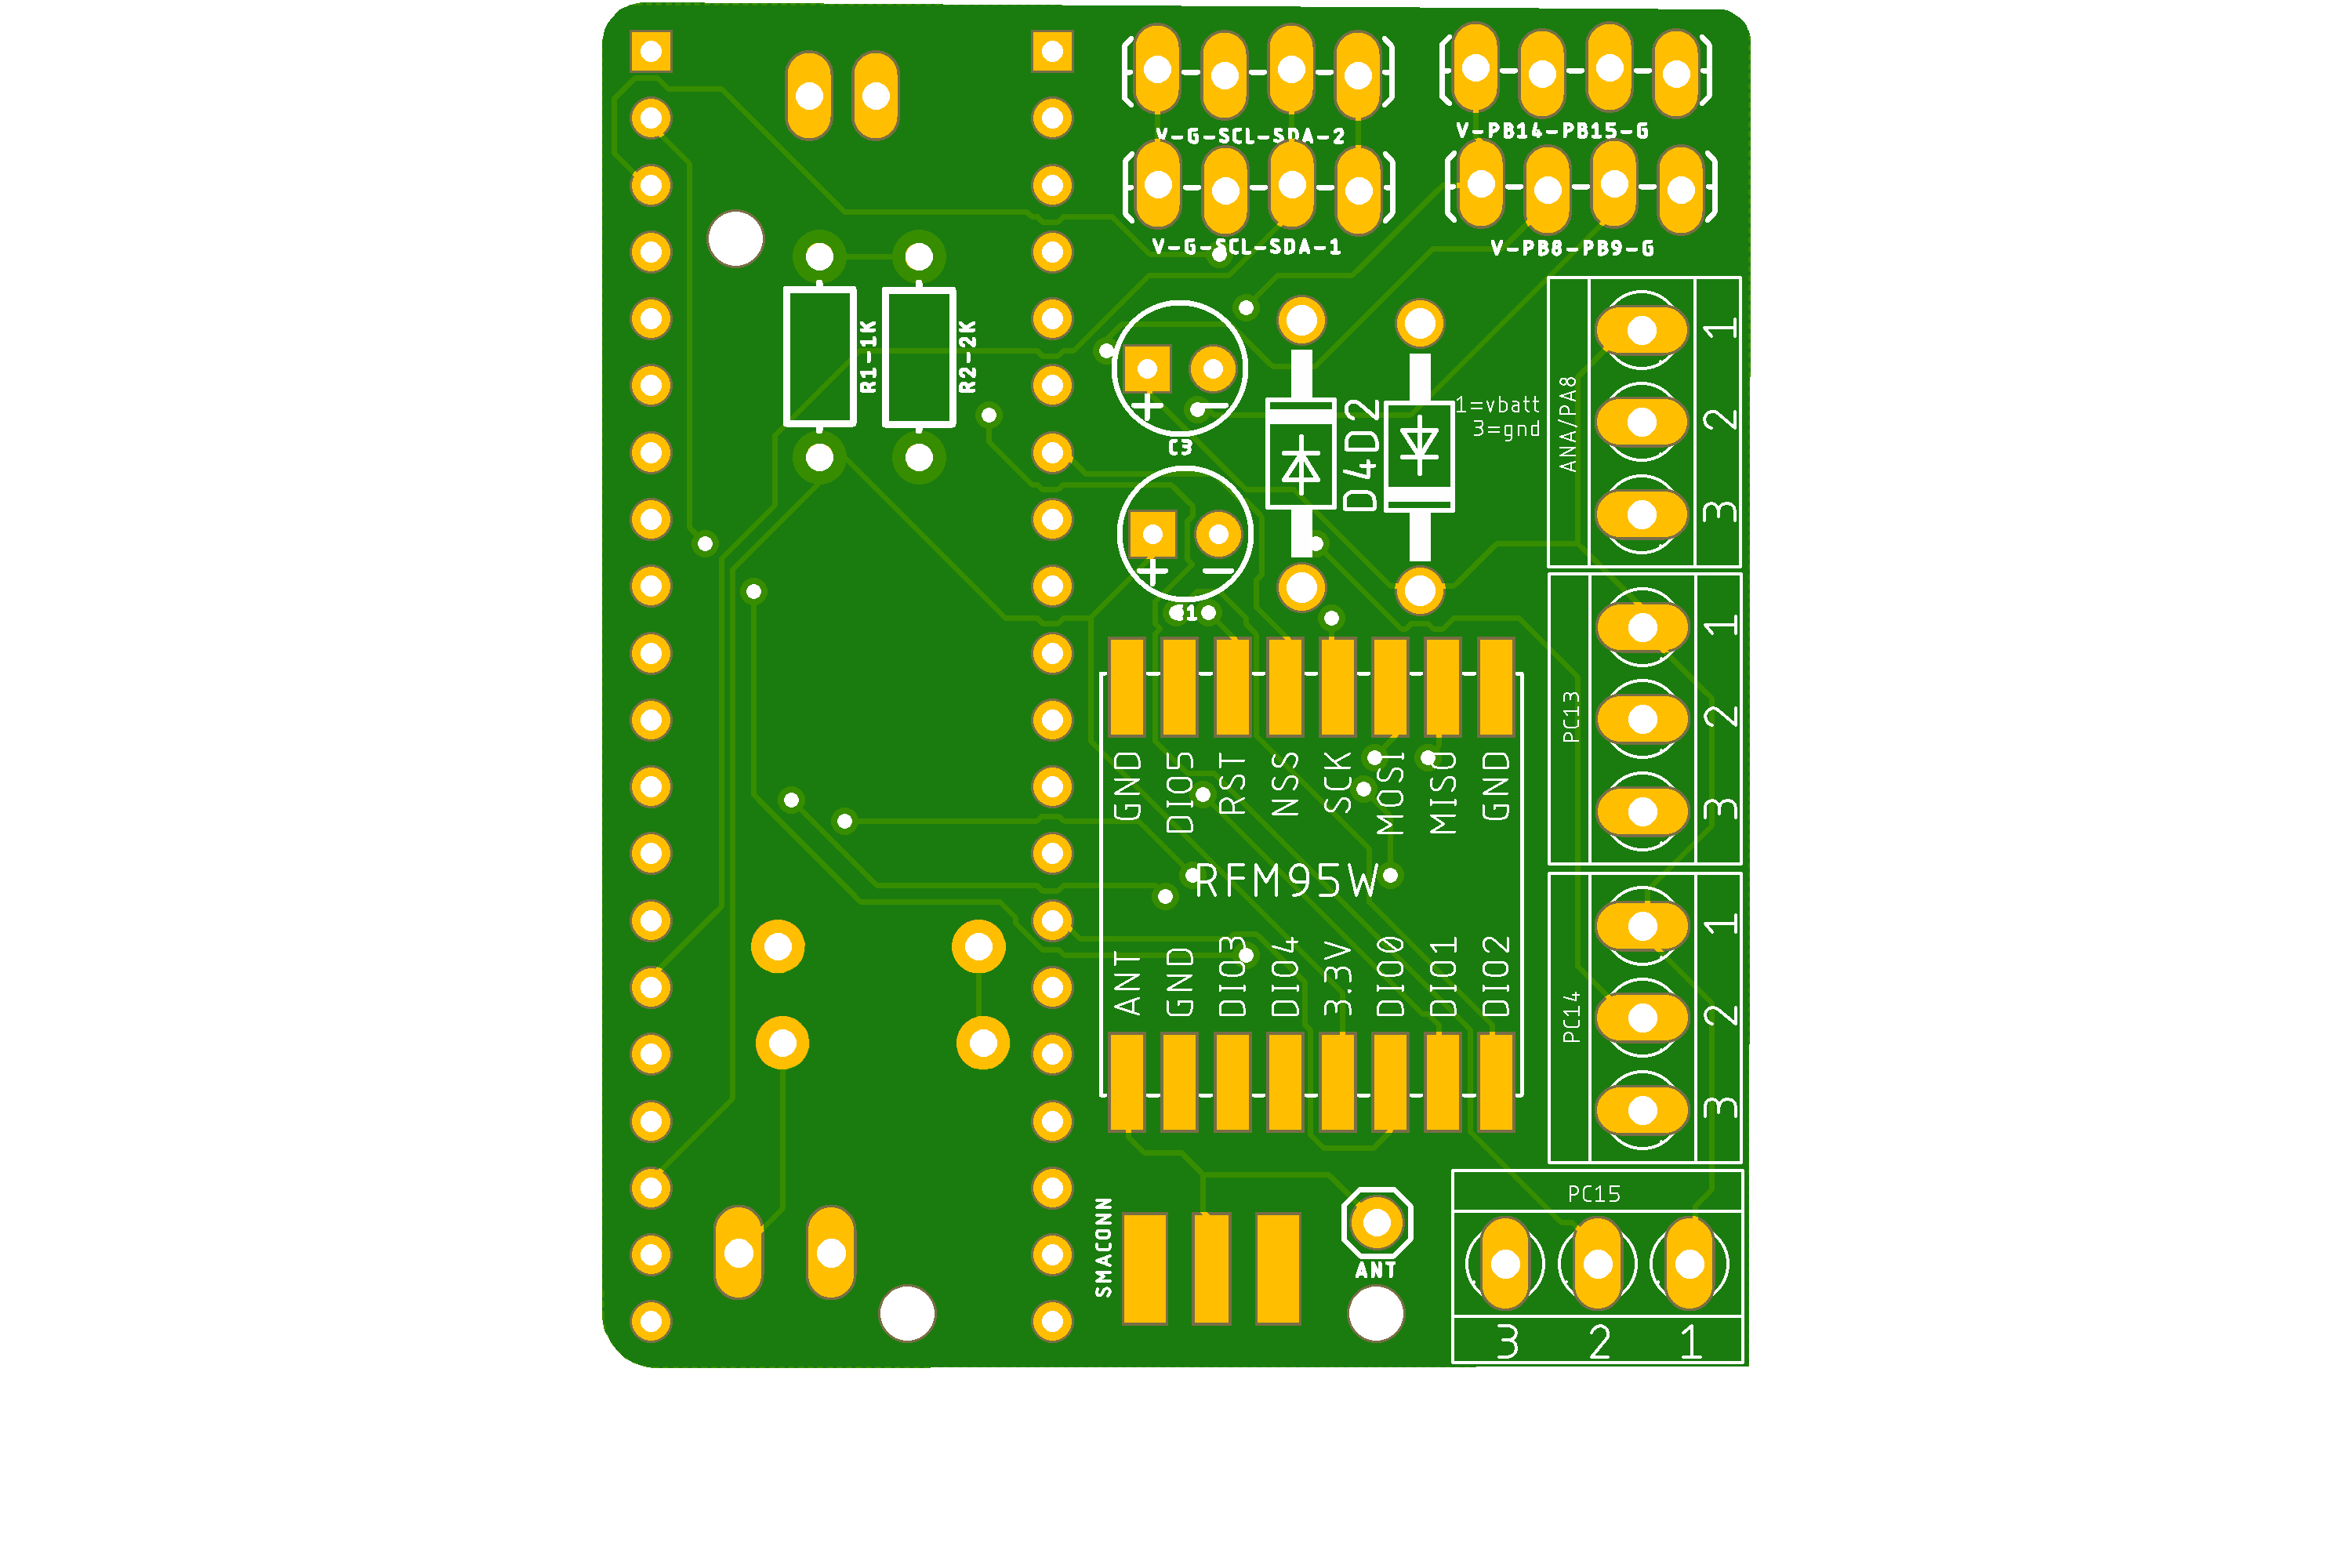 V-G-SCL-SDA-2
V-PB14-PB15-G
V-G-SCL-SDA-1
V-PB8-PB9-G
R1-1K
R2-2K
+ -
C3
+ -
C1
D4
D2
1=vbatt
3=gnd
ANA/PA8
1
2
3
PC13
1
2
3
PC14
1
2
3
GND
DIO5
RST
NSS
SCK
MOSI
MISO
GND
RFM95W
ANT
GND
DIO3
DIO4
3.3V
DIO0
DIO1
DIO2
SMACONN
ANT
PC15
3 2 1